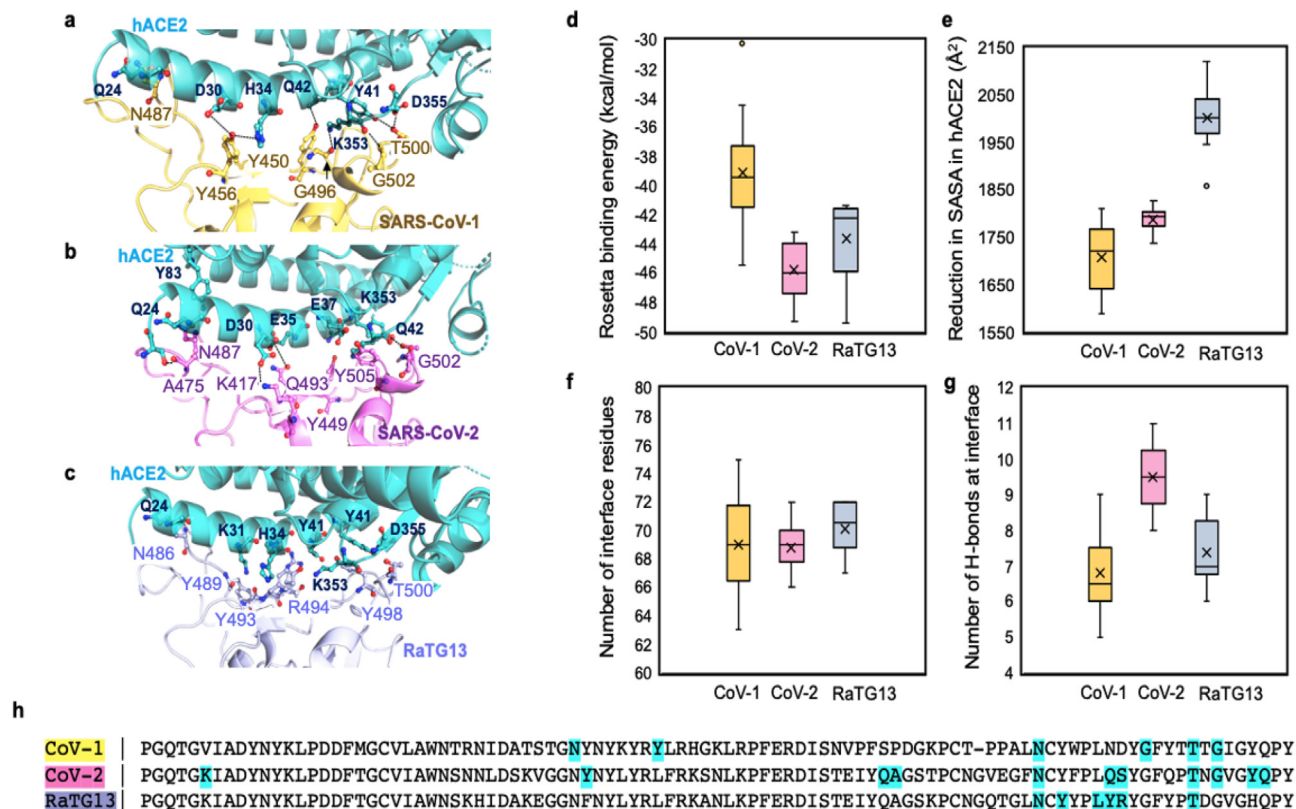 a
hACE2
Q24
D30
H34
Q42
Y41
D355
N487
K353
Y450
T500
Y456
G496
G502
SARS-CoV-1
b
hACE2
Y83
Q24
D30
E35
E37
K353
Q42
N487
G502
A475
K417
Q493
Y505
Y449
SARS-CoV-2
c
hACE2
Q24
K31
H34
Y41
Y41
D355
N486
K353
Y489
T500
R494
Y498
Y493
RaTG13
d
Rosetta binding energy (kcal/mol)
-30
-32
-34
-36
-38
-40
-42
-44
-46
-48
-50
CoV-1 CoV-2 RaTG13
e
Reduction in SASA in hACE2 (Å²)
2150
2050
1950
1850
1750
1650
1550
CoV-1 CoV-2 RaTG13
f
Number of interface residues
80
78
76
74
72
70
68
66
64
62
60
CoV-1 CoV-2 RaTG13
g
Number of H-bonds at interface
12
11
10
9
8
7
6
5
4
CoV-1 CoV-2 RaTG13
h
CoV-1 | PGQTGVIADYNYKLPDDFMGCVLAWNTRNIDATSTGNYNYKYRYLRHGKLRPFERDISNVPFSPDGKPCT-PPALNCYWPLNDYGFYTTTGIGYQPY
CoV-2 | PGQTGKIADYNYKLPDDFTGCVIAWNSNNLDSKVGGNYNYLYRLFRKSNLKPFERDISTEIYQAGSTPCNGVEGFNCYFPLQSYGFQPTNGVGYQPY
RaTG13 | PGQTGKIADYNYKLPDDFTGCVIAWNSKHIDAKEGGNFNYLYRLFRKANLKPFERDISTEIYQAGSKPCNGQTGLNCYYPLYRYGFYPTDGVGHQPY